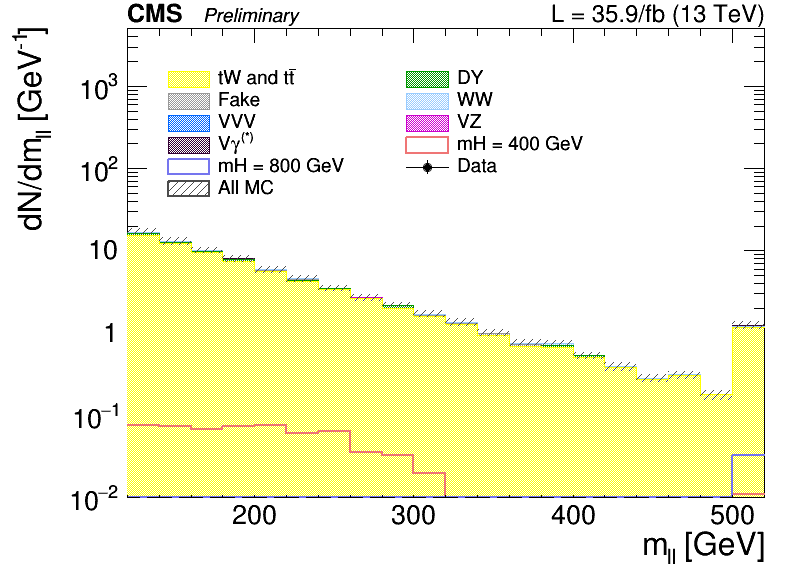 CMS Preliminary L = 35.9/fb (13 TeV)
dN/dm_ll [GeV⁻¹]
tW and tt̄ DY
Fake WW
VVV VZ
Vγ⁽*⁾ mH = 400 GeV
mH = 800 GeV Data
All MC
10³
10²
10
1
10⁻¹
10⁻²
200 300 400 500
m_ll [GeV]